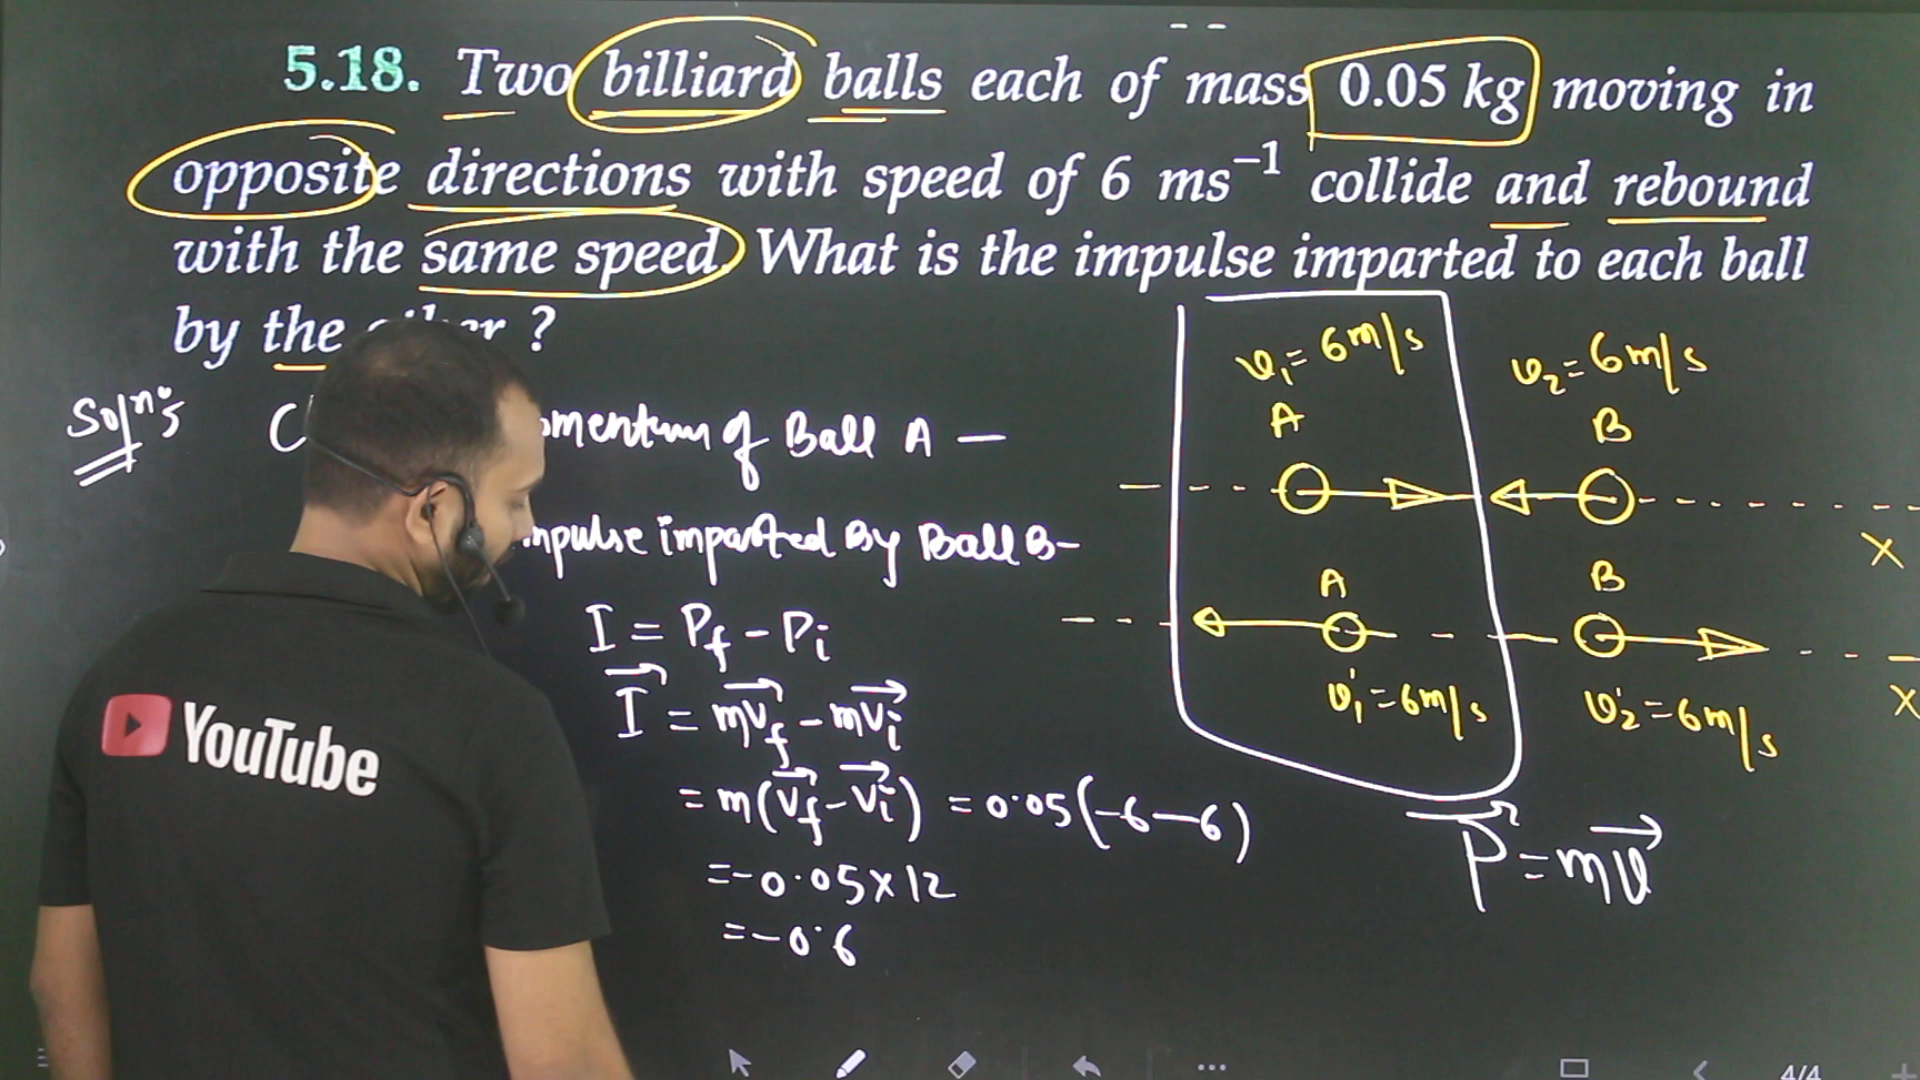 5.18. Two billiard balls each of mass 0.05 kg moving in
opposite directions with speed of 6 ms⁻¹ collide and rebound
with the same speed. What is the impulse imparted to each ball
by the ?
Solⁿ:
of Ball A —
imparted By Ball B-
I = Pf - Pi
I⃗ = mV⃗f - mV⃗i
= m(V⃗f - V⃗i) = 0.05(-6-6)
= -0.05×12
= -0.6
v₁ = 6m/s
v₂ = 6m/s
A
B
X
A
B
v₁' = 6m/s
v₂' = 6m/s
X
P⃗ = mv⃗
YouTube
4/4